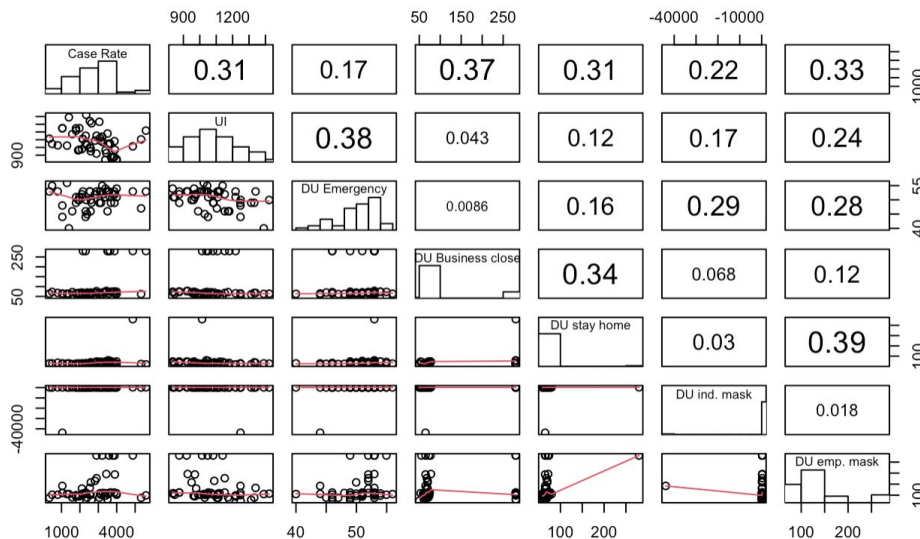 900 1200 50 150 250 -40000 -10000
Case Rate 0.31 0.17 0.37 0.31 0.22 0.33 1000
900 UI 0.38 0.043 0.12 0.17 0.24
DU Emergency 0.0086 0.16 0.29 0.28 40 55
50 250 DU Business close 0.34 0.068 0.12
DU stay home 0.03 0.39 100
-40000 DU ind. mask 0.018
DU emp. mask 100
1000 4000 40 50 100 200 100 200